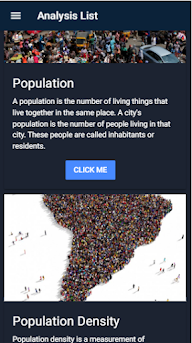 Analysis List
Population
A population is the number of living things that
live together in the same place. A city's
population is the number of people living in that
city. These people are called inhabitants or
residents.
CLICK ME
Population Density
Population density is a measurement of